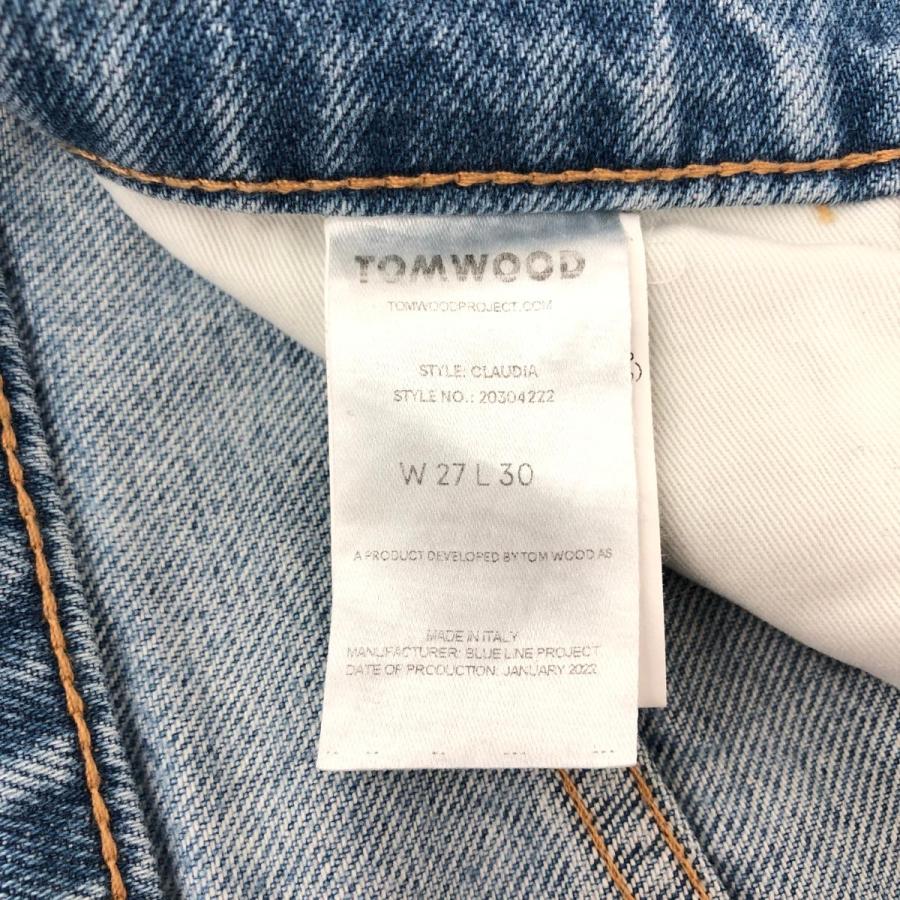 TOMWOOD
TOMWOODPROJECT.COM
STYLE: CLAUDIA
STYLE NO.: 20304222
W 27 L 30
A PRODUCT DEVELOPED BY TOM WOOD AS
MADE IN ITALY
MANUFACTURER: BLUE LINE PROJECT
DATE OF PRODUCTION: JANUARY 2022